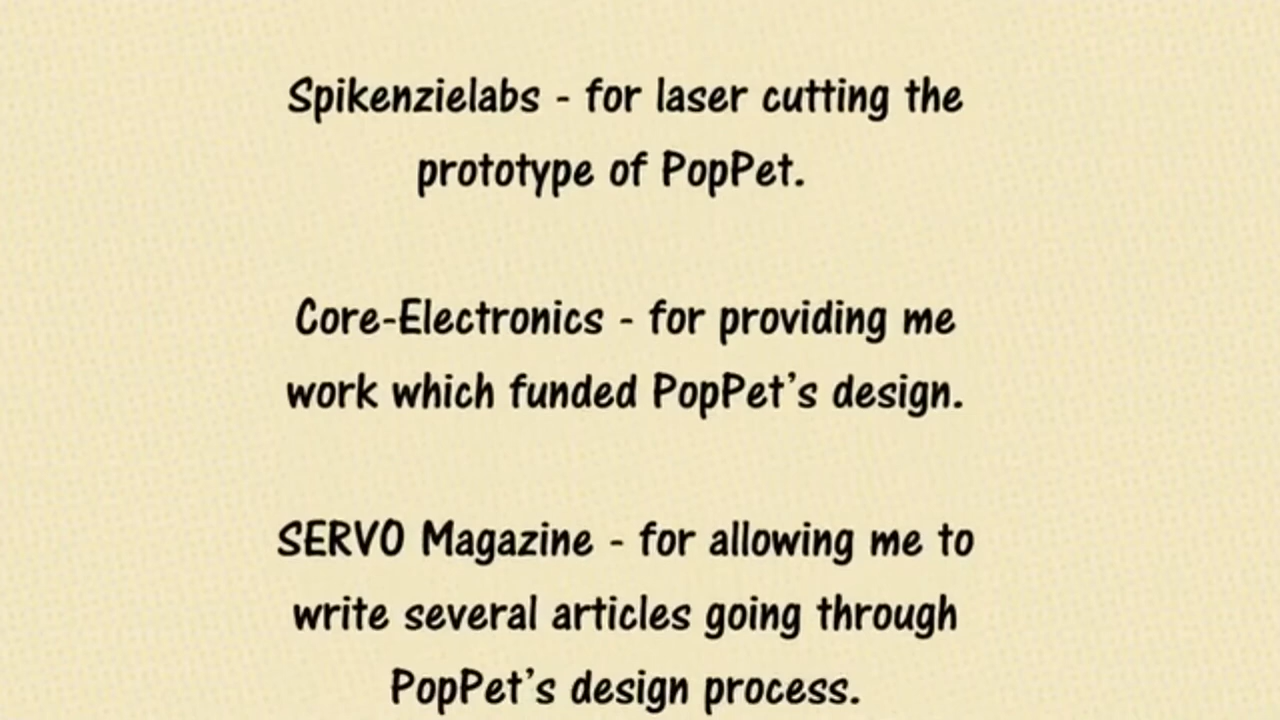 Spikenzielabs - for laser cutting the
prototype of PopPet.
Core-Electronics - for providing me
work which funded PopPet's design.
SERVO Magazine - for allowing me to
write several articles going through
PopPet's design process.